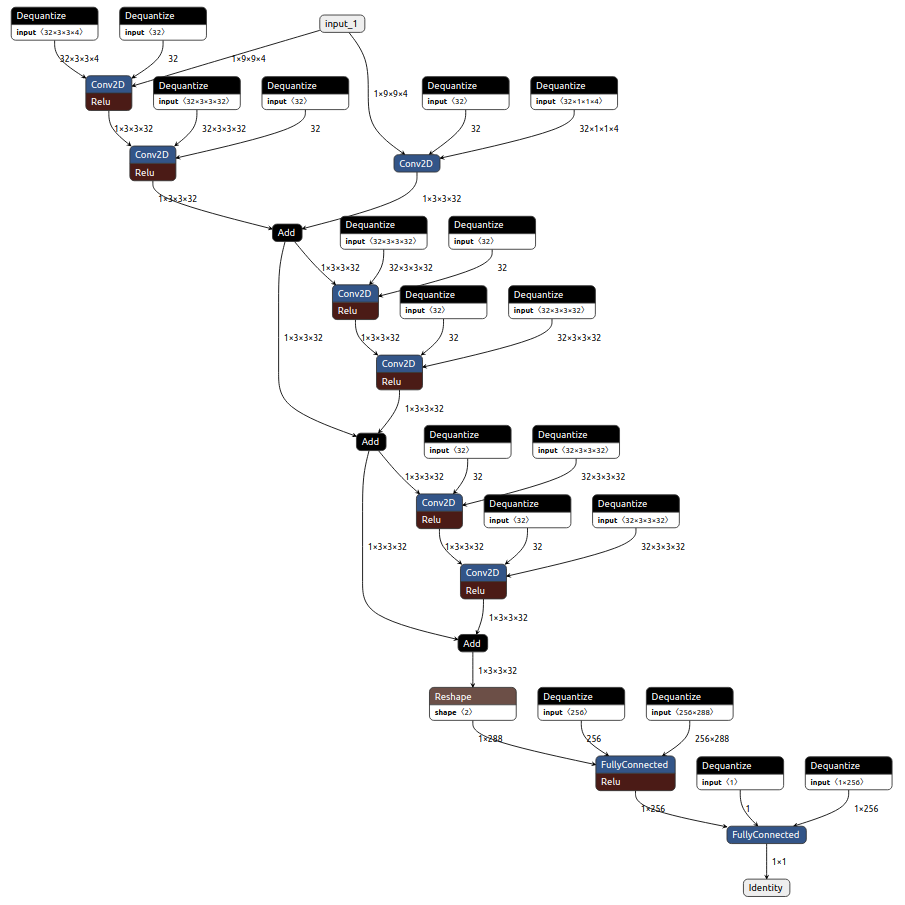 Dequantize
input ⟨32×3×3×4⟩
Dequantize
input ⟨32⟩
input_1
32×3×3×4
32
1×9×9×4
Conv2D
Relu
Dequantize
input ⟨32×3×3×32⟩
Dequantize
input ⟨32⟩
1×9×9×4
Dequantize
input ⟨32⟩
Dequantize
input ⟨32×1×1×4⟩
1×3×3×32
32×3×3×32
32
32
32×1×1×4
Conv2D
Relu
Conv2D
1×3×3×32
1×3×3×32
Add
Dequantize
input ⟨32×3×3×32⟩
Dequantize
input ⟨32⟩
1×3×3×32
32×3×3×32
32
Conv2D
Relu
Dequantize
input ⟨32⟩
Dequantize
input ⟨32×3×3×32⟩
1×3×3×32
1×3×3×32
32
32×3×3×32
Conv2D
Relu
1×3×3×32
Add
Dequantize
input ⟨32⟩
Dequantize
input ⟨32×3×3×32⟩
1×3×3×32
32
32×3×3×32
Conv2D
Relu
Dequantize
input ⟨32⟩
Dequantize
input ⟨32×3×3×32⟩
1×3×3×32
1×3×3×32
32
32×3×3×32
Conv2D
Relu
1×3×3×32
Add
1×3×3×32
Reshape
shape ⟨2⟩
Dequantize
input ⟨256⟩
Dequantize
input ⟨256×288⟩
1×288
256
256×288
FullyConnected
Relu
Dequantize
input ⟨1⟩
Dequantize
input ⟨1×256⟩
1×256
1
1×256
FullyConnected
1×1
Identity